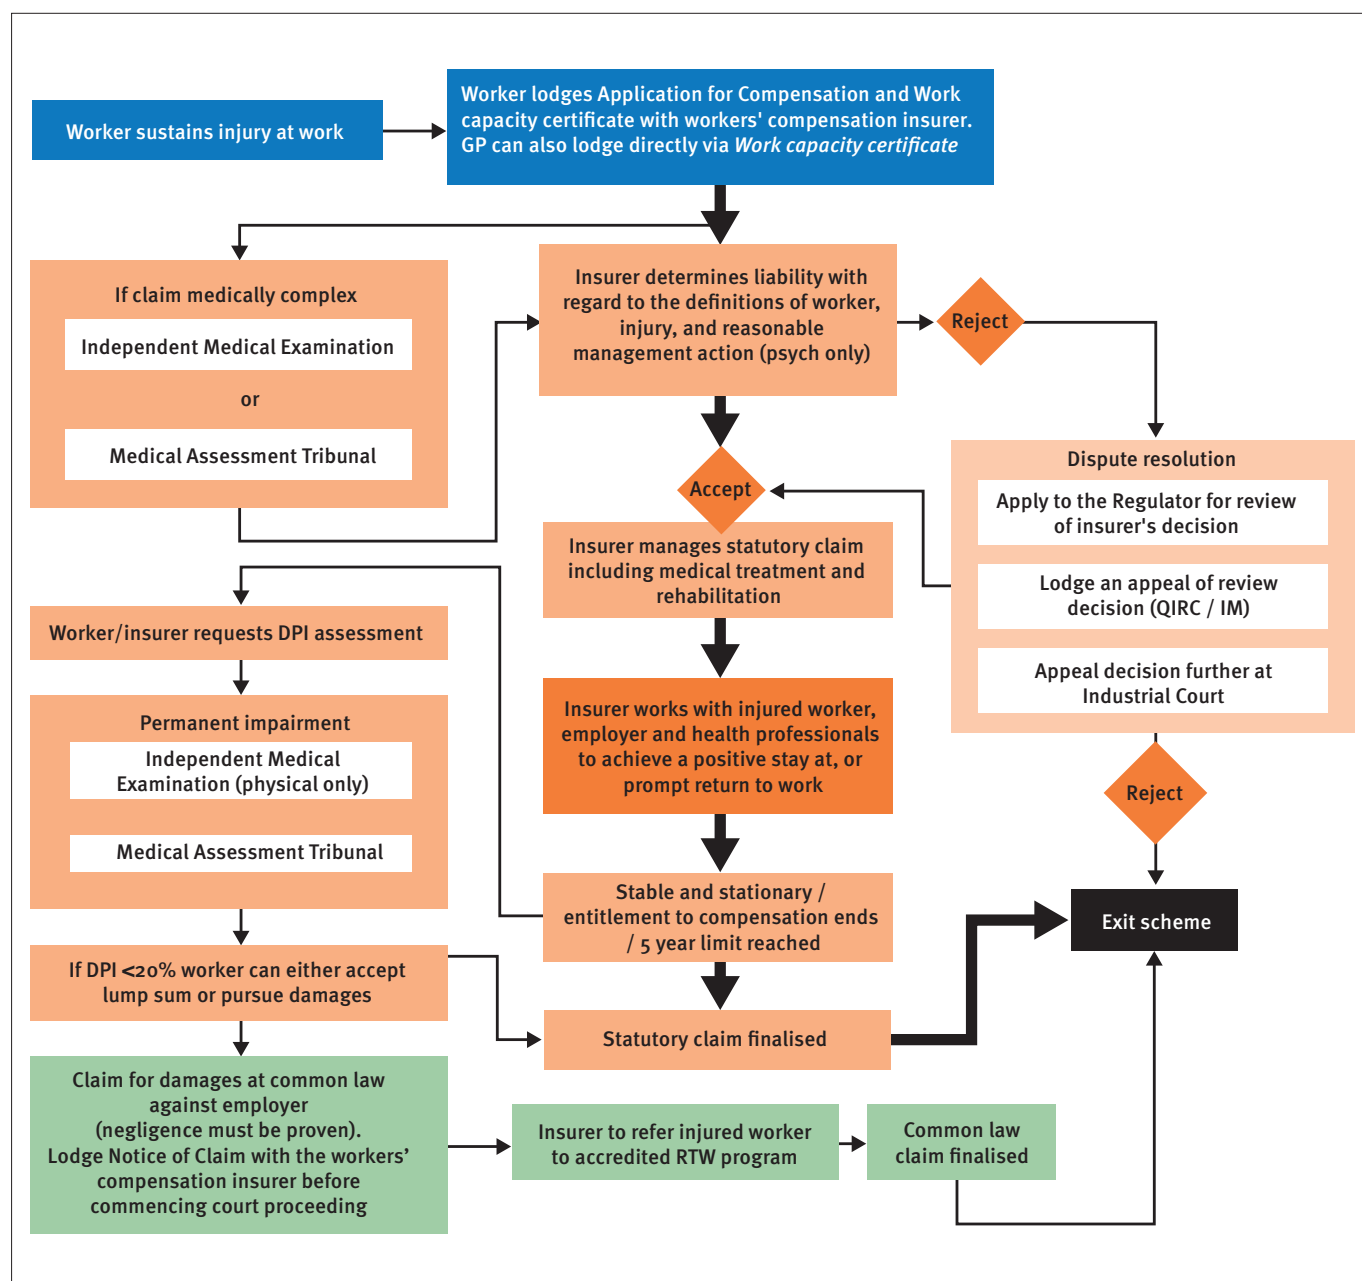 Worker sustains injury at work
Worker lodges Application for Compensation and Work
capacity certificate with workers' compensation insurer.
GP can also lodge directly via Work capacity certificate
If claim medically complex
Independent Medical Examination
or
Medical Assessment Tribunal
Insurer determines liability with
regard to the definitions of worker,
injury, and reasonable
management action (psych only)
Reject
Dispute resolution
Apply to the Regulator for review
of insurer's decision
Lodge an appeal of review
decision (QIRC / IM)
Appeal decision further at
Industrial Court
Reject
Accept
Insurer manages statutory claim
including medical treatment and
rehabilitation
Insurer works with injured worker,
employer and health professionals
to achieve a positive stay at, or
prompt return to work
Stable and stationary /
entitlement to compensation ends
/ 5 year limit reached
Exit scheme
Worker/insurer requests DPI assessment
Permanent impairment
Independent Medical
Examination (physical only)
Medical Assessment Tribunal
If DPI <20% worker can either accept
lump sum or pursue damages
Statutory claim finalised
Claim for damages at common law
against employer
(negligence must be proven).
Lodge Notice of Claim with the workers’
compensation insurer before
commencing court proceeding
Insurer to refer injured worker
to accredited RTW program
Common law
claim finalised